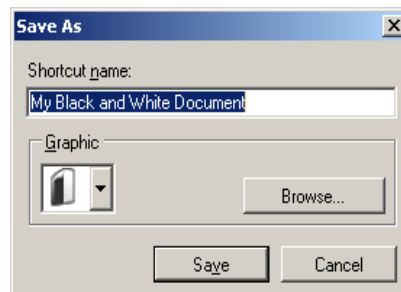 Save As
Shortcut name:
My Black and White Document
Graphic
Browse...
Save
Cancel